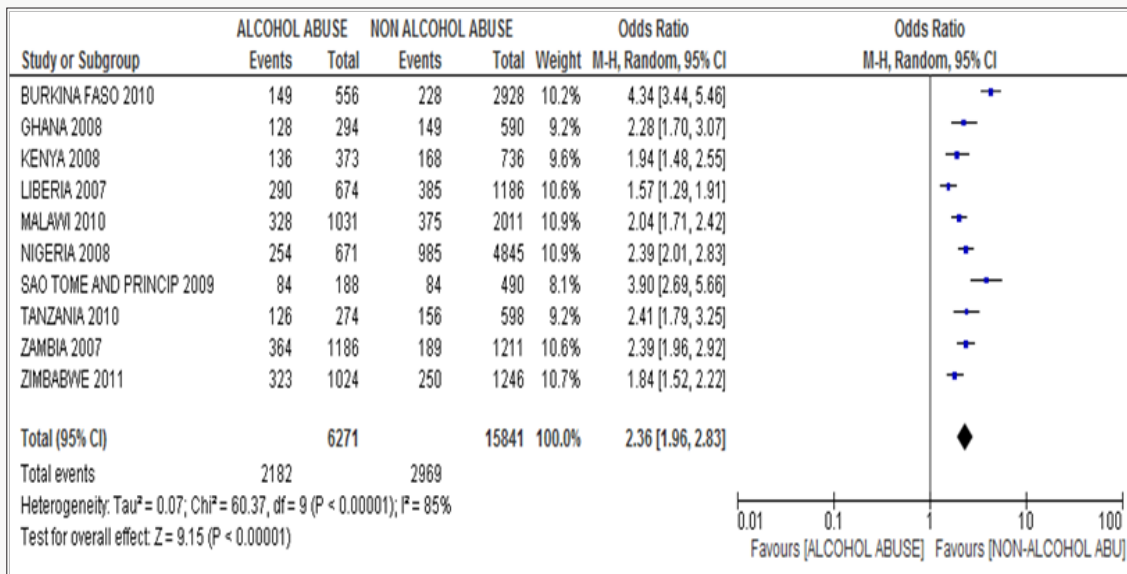 ALCOHOL ABUSE NON ALCOHOL ABUSE Odds Ratio Odds Ratio
Study or Subgroup Events Total Events Total Weight M-H, Random, 95% CI M-H, Random, 95% CI
BURKINA FASO 2010 149 556 228 2928 10.2% 4.34 [3.44, 5.46]
GHANA 2008 128 294 149 590 9.2% 2.28 [1.70, 3.07]
KENYA 2008 136 373 168 736 9.6% 1.94 [1.48, 2.55]
LIBERIA 2007 290 674 385 1186 10.6% 1.57 [1.29, 1.91]
MALAWI 2010 328 1031 375 2011 10.9% 2.04 [1.71, 2.42]
NIGERIA 2008 254 671 985 4845 10.9% 2.39 [2.01, 2.83]
SAO TOME AND PRINCIP 2009 84 188 84 490 8.1% 3.90 [2.69, 5.66]
TANZANIA 2010 126 274 156 598 9.2% 2.41 [1.79, 3.25]
ZAMBIA 2007 364 1186 189 1211 10.6% 2.39 [1.96, 2.92]
ZIMBABWE 2011 323 1024 250 1246 10.7% 1.84 [1.52, 2.22]
Total (95% CI) 6271 15841 100.0% 2.36 [1.96, 2.83]
Total events 2182 2969
Heterogeneity: Tau² = 0.07; Chi² = 60.37, df = 9 (P < 0.00001); I² = 85%
Test for overall effect: Z = 9.15 (P < 0.00001)
0.01 0.1 1 10 100
Favours [ALCOHOL ABUSE] Favours [NON-ALCOHOL ABU]